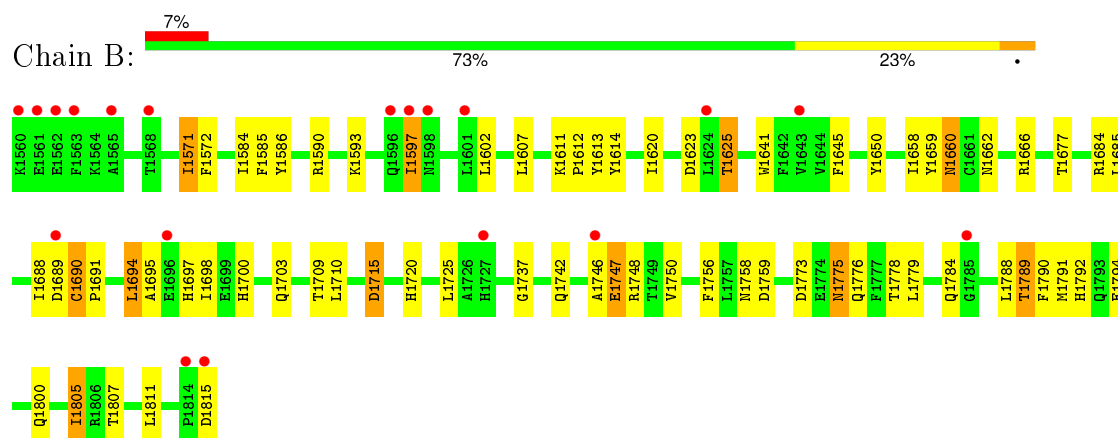 7%
Chain B:
73%
23%
•
K1560 E1561 E1562 F1563 K1564 A1565 T1568 I1571 F1572 I1584 F1585 Y1586 R1590 K1593 Q1596 I1597 N1598 L1601 L1602 L1607 K1611 P1612 Y1613 Y1614 I1620 D1623 L1624 T1625 W1641 F1642 V1643 V1644 F1645 Y1650 I1658 Y1659 N1660 C1661 N1662 R1666 T1677 R1684 L1685
I1688 D1689 C1690 P1691 L1694 A1695 E1696 H1697 I1698 E1699 H1700 Q1703 T1709 L1710 D1715 H1720 L1725 A1726 H1727 G1737 Q1742 A1746 E1747 R1748 T1749 V1750 F1756 L1757 N1758 D1759 D1773 E1774 N1775 Q1776 F1777 T1778 L1779 Q1784 G1785 L1788 T1789 F1790 M1791 H1792 Q1793
Q1800 I1805 R1806 T1807 L1811 P1814 D1815